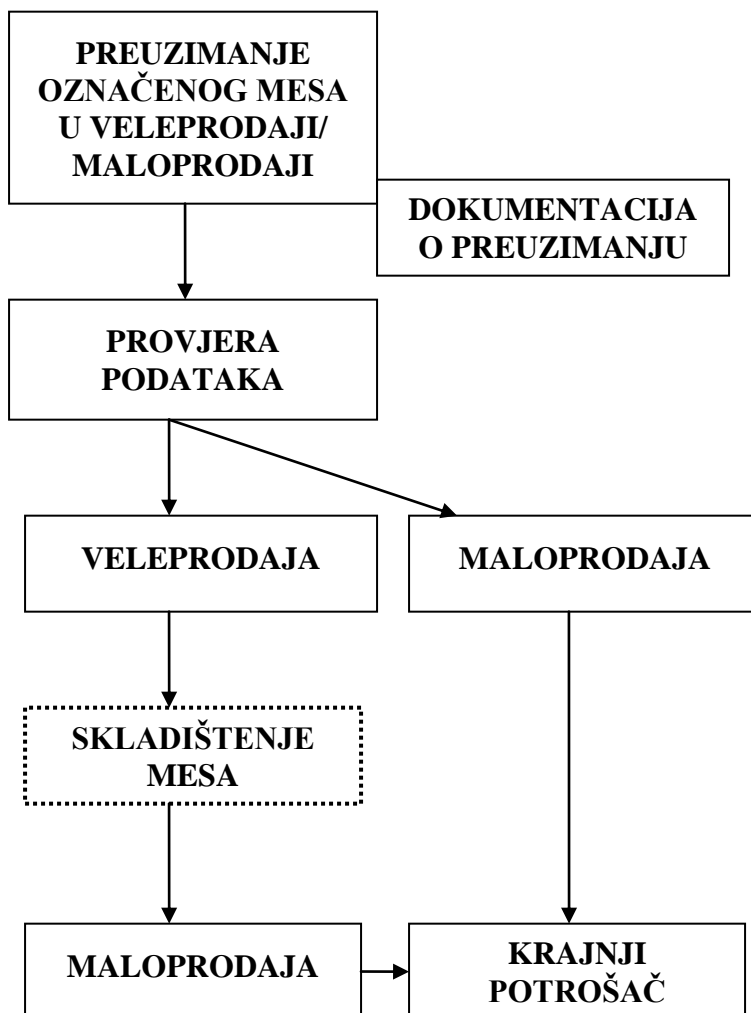 PREUZIMANJE
OZNAČENOG MESA
U VELEPRODAJI/
MALOPRODAJI
DOKUMENTACIJA
O PREUZIMANJU
PROVJERA
PODATAKA
VELEPRODAJA
MALOPRODAJA
SKLADIŠTENJE
MESA
MALOPRODAJA
KRAJNJI
POTROŠAČ